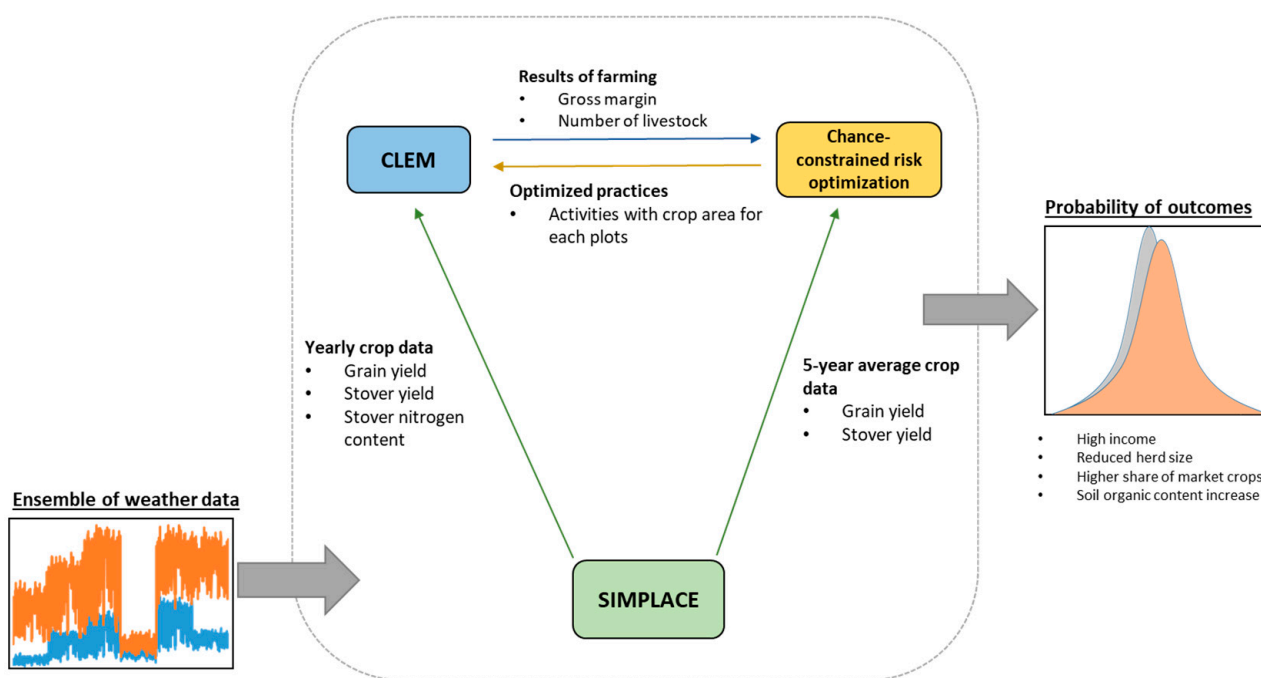 Results of farming
• Gross margin
• Number of livestock
CLEM
Chance-
constrained risk
optimization
Optimized practices
• Activities with crop area for
each plots
Probability of outcomes
Yearly crop data
• Grain yield
• Stover yield
• Stover nitrogen
content
5-year average crop
data
• Grain yield
• Stover yield
• High income
• Reduced herd size
• Higher share of market crops
• Soil organic content increase
Ensemble of weather data
SIMPLACE